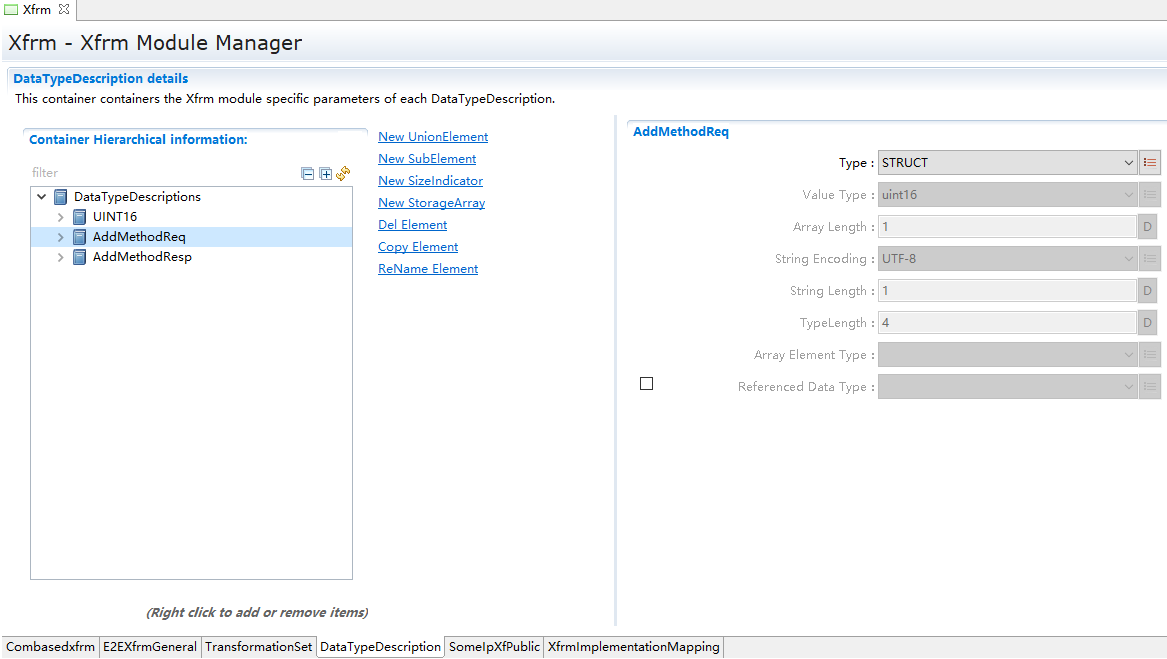 Xfrm
Xfrm - Xfrm Module Manager
DataTypeDescription details
This container containers the Xfrm module specific parameters of each DataTypeDescription.
Container Hierarchical information:
filter
DataTypeDescriptions
UINT16
AddMethodReq
AddMethodResp
(Right click to add or remove items)
New UnionElement
New SubElement
New SizeIndicator
New StorageArray
Del Element
Copy Element
ReName Element
AddMethodReq
Type : STRUCT
Value Type : uint16
Array Length : 1 D
String Encoding : UTF-8
String Length : 1 D
TypeLength : 4 D
Array Element Type :
Referenced Data Type :
Combasedxfrm E2EXfrmGeneral TransformationSet DataTypeDescription SomeIpXfPublic XfrmImplementationMapping